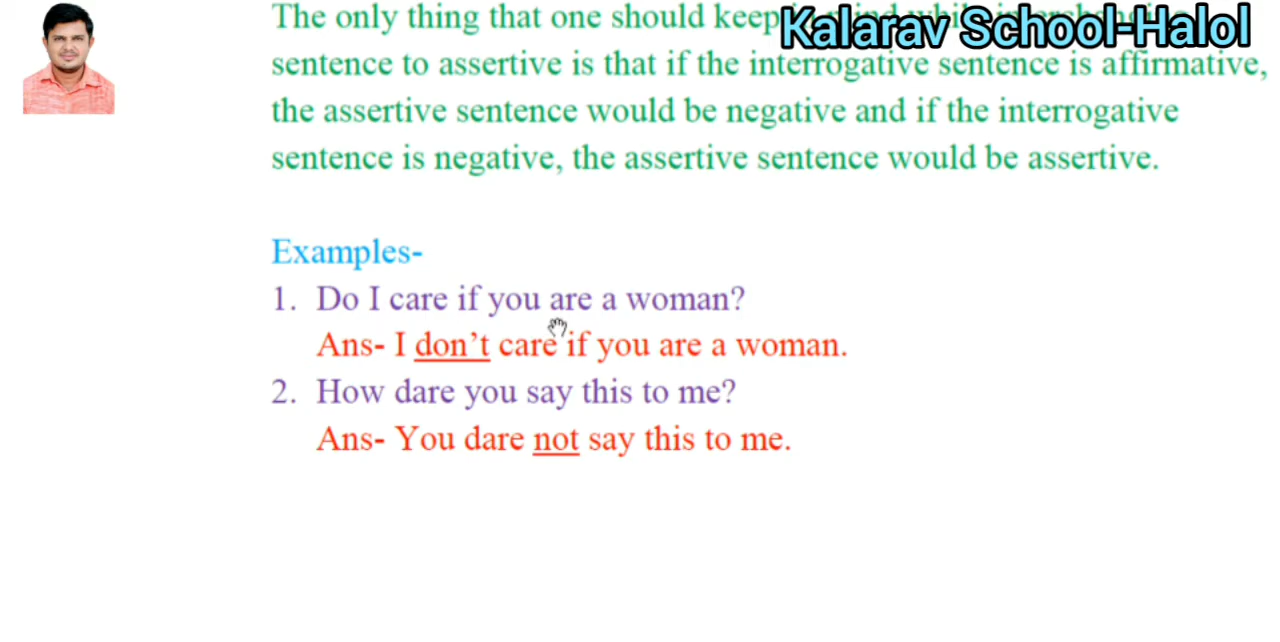 Kalarav School-Halol
The only thing that one should keep
sentence to assertive is that if the interrogative sentence is affirmative,
the assertive sentence would be negative and if the interrogative
sentence is negative, the assertive sentence would be assertive.
Examples-
1. Do I care if you are a woman?
Ans- I don’t care if you are a woman.
2. How dare you say this to me?
Ans- You dare not say this to me.